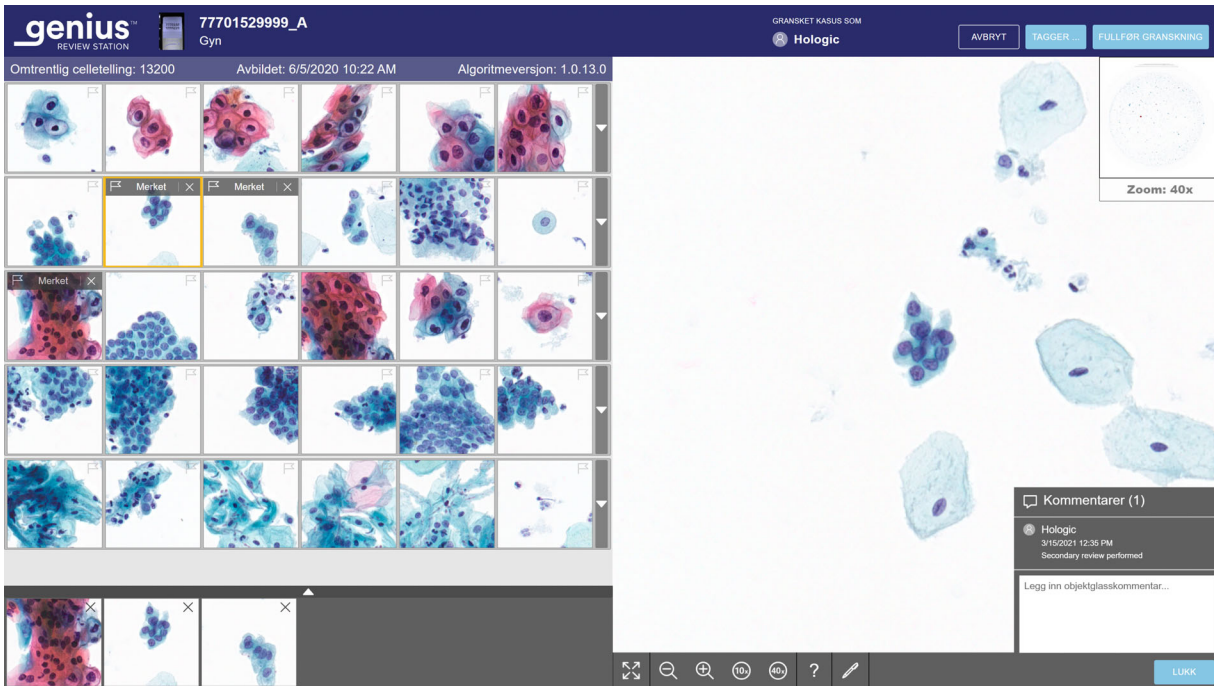 genius™
REVIEW STATION
77701529999_A
Gyn
GRANSKET KASUS SOM
Hologic
AVBRYT
TAGGER ...
FULLFØR GRANSKNING
Omtrentlig celletelling: 13200
Avbildet: 6/5/2020 10:22 AM
Algoritmeversjon: 1.0.13.0
Zoom: 40x
Merket
Merket
Merket
Kommentarer (1)
Hologic
3/15/2021 12:35 PM
Secondary review performed
Legg inn objektglasskommentar...
10x
40x
?
LUKK